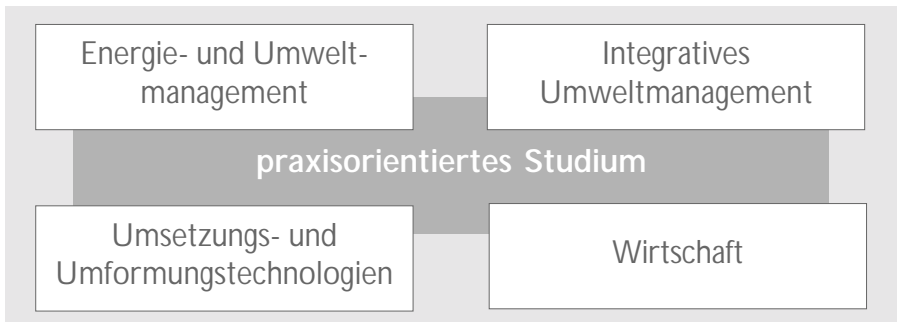 Energie- und Umwelt-
management
Integratives
Umweltmanagement
praxisorientiertes Studium
Umsetzungs- und
Umformungstechnologien
Wirtschaft